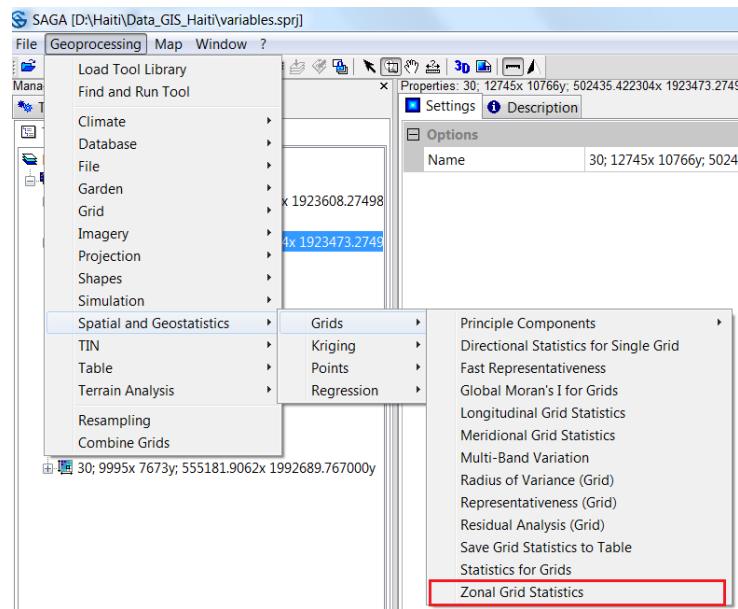 SAGA [D:\Haiti\Data_GIS_Haiti\variables.sprj]
File Geoprocessing Map Window ?
3D
Mana
Load Tool Library
Find and Run Tool
Climate
Database
File
Garden
Grid
Imagery
Projection
Shapes
Simulation
Spatial and Geostatistics
TIN
Table
Terrain Analysis
Resampling
Combine Grids
x 1923608.27498
4x 1923473.2749
30; 9995x 7673y; 555181.9062x 1992689.767000y
Grids
Kriging
Points
Regression
Principle Components
Directional Statistics for Single Grid
Fast Representativeness
Global Moran's I for Grids
Longitudinal Grid Statistics
Meridional Grid Statistics
Multi-Band Variation
Radius of Variance (Grid)
Representativeness (Grid)
Residual Analysis (Grid)
Save Grid Statistics to Table
Statistics for Grids
Zonal Grid Statistics
Properties: 30; 12745x 10766y; 502435.422304x 1923473.2749
Settings Description
Options
Name 30; 12745x 10766y; 5024